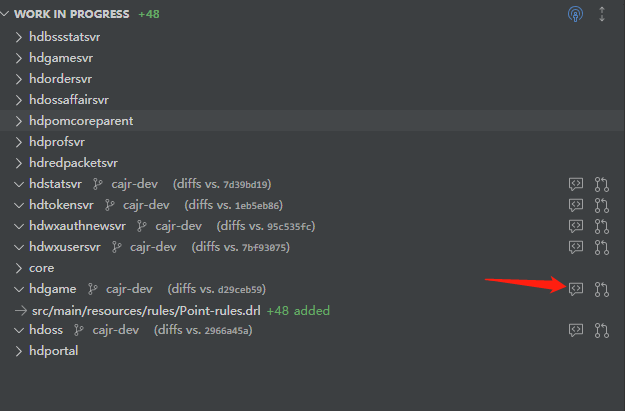 WORK IN PROGRESS +48
hdbssstatsvr
hdgamesvr
hdordersvr
hdossaffairsvr
hdpomcoreparent
hdprofsvr
hdredpacketsvr
hdstatsvr cajr-dev (diffs vs. 7d39bd19)
hdtokensvr cajr-dev (diffs vs. 1eb5eb86)
hdwxauthnewsvr cajr-dev (diffs vs. 95c535fc)
hdwxusersvr cajr-dev (diffs vs. 7bf93075)
core
hdgame cajr-dev (diffs vs. d29ceb59)
src/main/resources/rules/Point-rules.drl +48 added
hdoss cajr-dev (diffs vs. 2966a45a)
hdportal